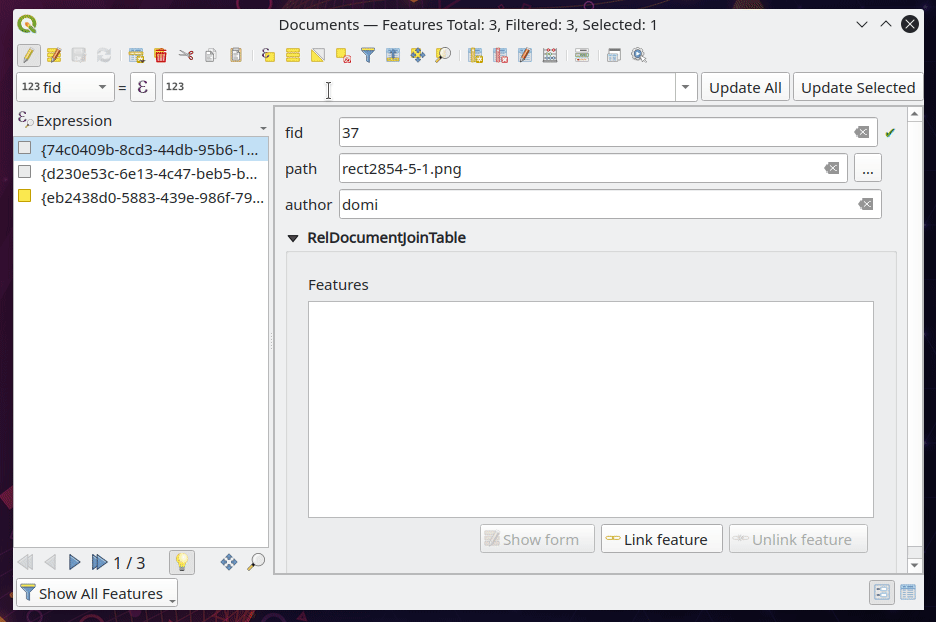 Documents — Features Total: 3, Filtered: 3, Selected: 1
123 fid = ε 123 Update All Update Selected
Expression
{74c0409b-8cd3-44db-95b6-1...
{d230e53c-6e13-4c47-beb5-b...
{eb2438d0-5883-439e-986f-79...
fid 37
path rect2854-5-1.png ...
author domi
RelDocumentJoinTable
Features
Show form Link feature Unlink feature
1 / 3
Show All Features